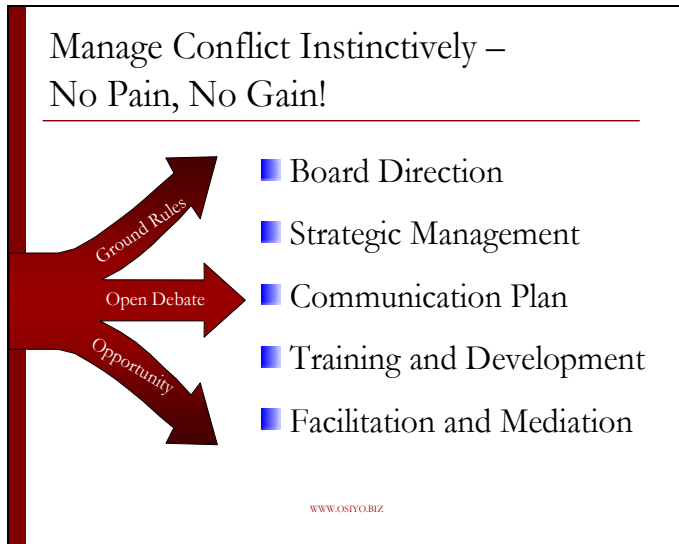 Manage Conflict Instinctively –
No Pain, No Gain!
Ground Rules
Open Debate
Opportunity
Board Direction
Strategic Management
Communication Plan
Training and Development
Facilitation and Mediation
WWW.OSIYO.BIZ